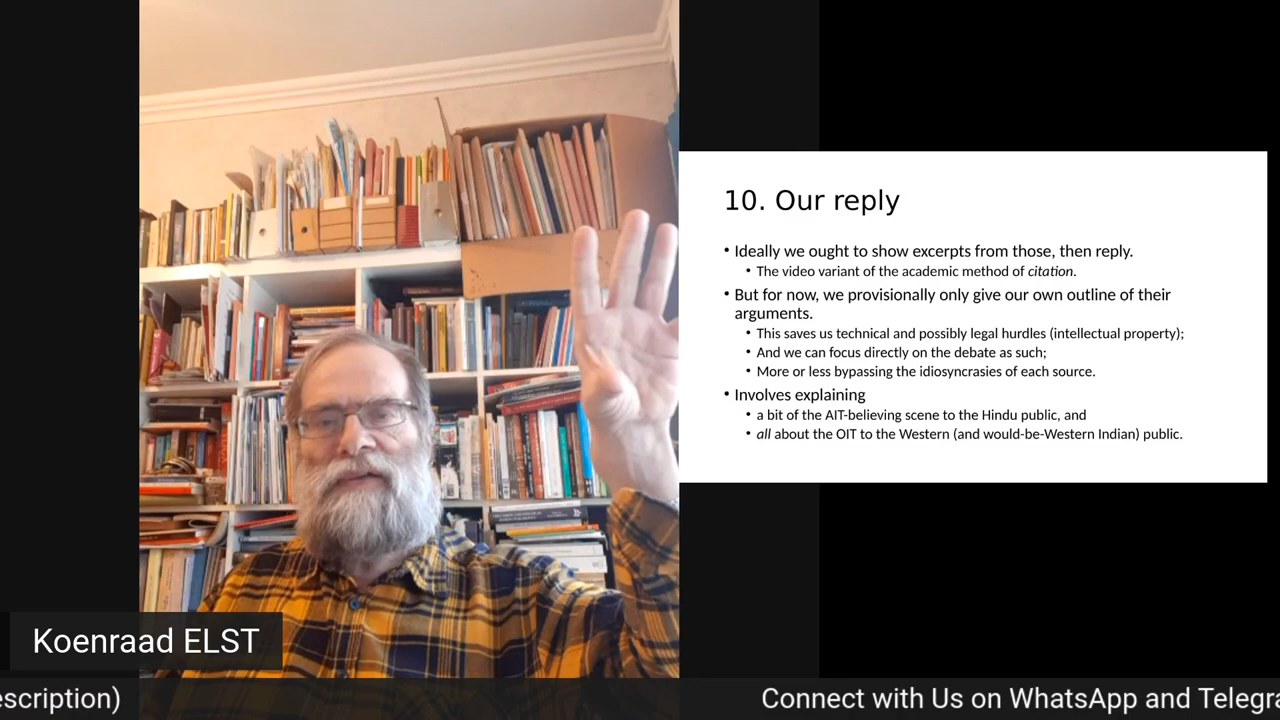 10. Our reply
• Ideally we ought to show excerpts from those, then reply.
• The video variant of the academic method of citation.
• But for now, we provisionally only give our own outline of their
arguments.
• This saves us technical and possibly legal hurdles (intellectual property);
• And we can focus directly on the debate as such;
• More or less bypassing the idiosyncrasies of each source.
• Involves explaining
• a bit of the AIT-believing scene to the Hindu public, and
• all about the OIT to the Western (and would-be-Western Indian) public.
Koenraad ELST
escription)
Connect with Us on WhatsApp and Telegra